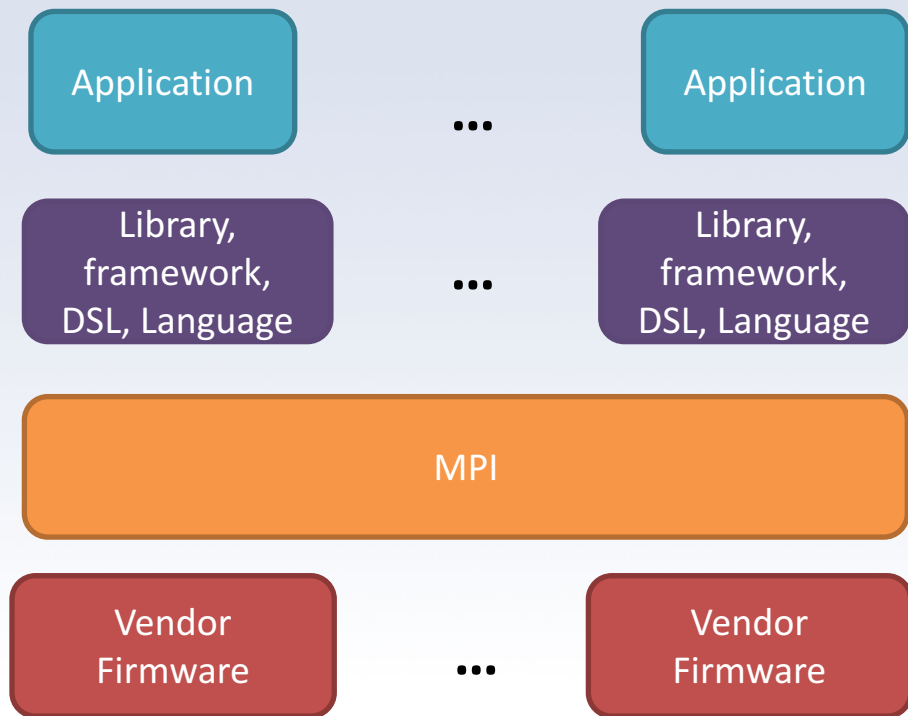 Application ... Application
Library, Library,
framework, ... framework,
DSL, Language DSL, Language
MPI
Vendor Vendor
Firmware ... Firmware